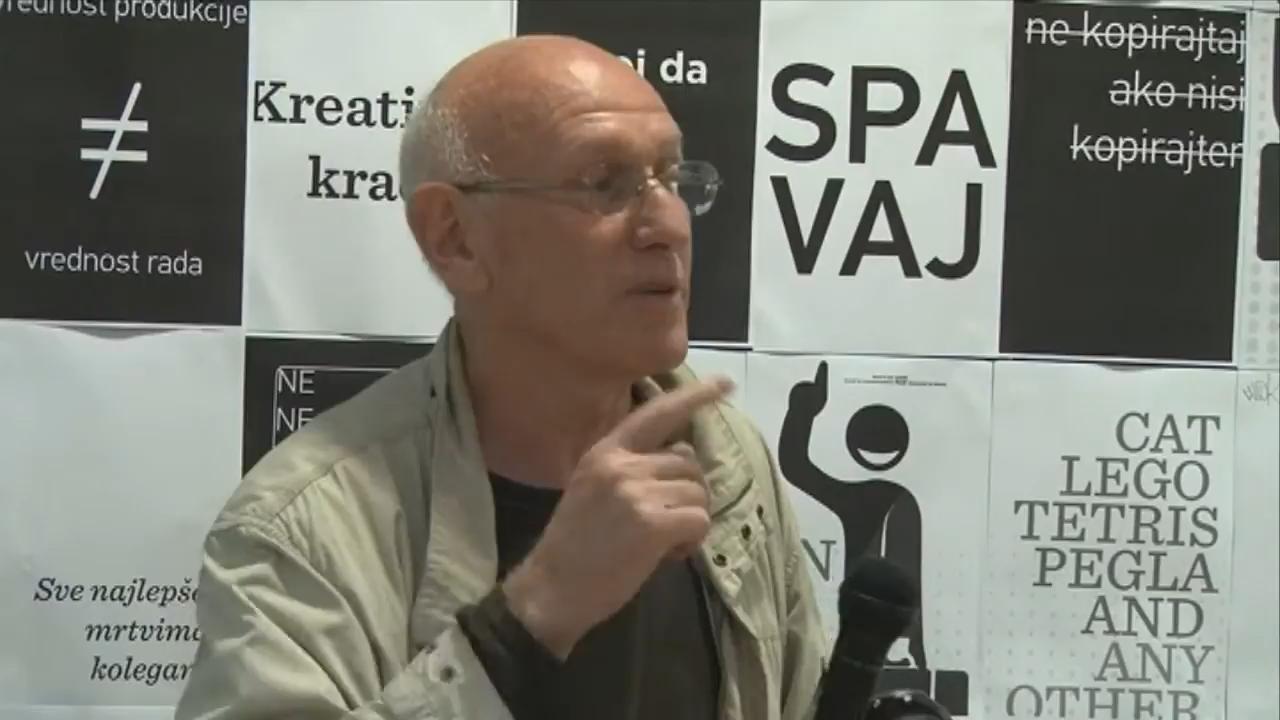 vrednost produkcije
≠
vrednost rada
Kreati
kra
da
SPA
VAJ
ne kopirajtaj
ako nisi
kopirajter
NE
NE
Sve najlepše
mrtvima
kolegam
N
CAT
LEGO
TETRIS
PEGLA
AND
ANY
OTHER